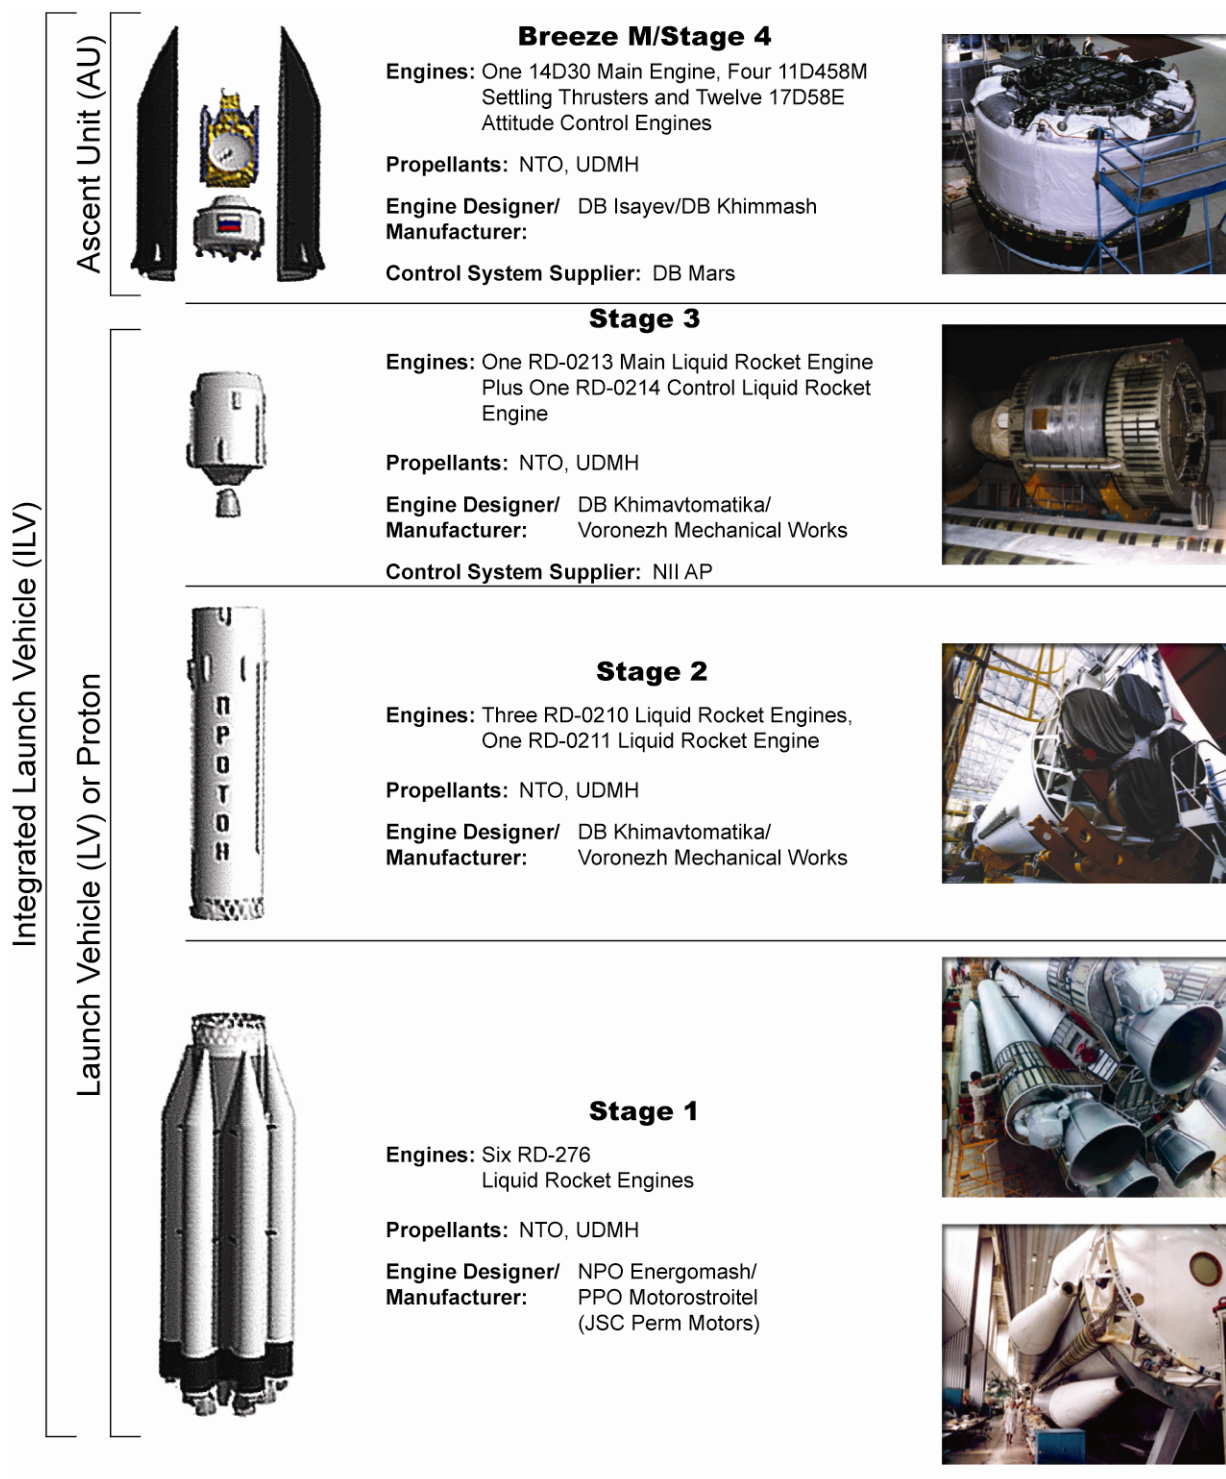 Integrated Launch Vehicle (ILV)
Ascent Unit (AU)
Launch Vehicle (LV) or Proton
Breeze M/Stage 4
Engines: One 14D30 Main Engine, Four 11D458M
Settling Thrusters and Twelve 17D58E
Attitude Control Engines
Propellants: NTO, UDMH
Engine Designer/ DB Isayev/DB Khimmash
Manufacturer:
Control System Supplier: DB Mars
Stage 3
Engines: One RD-0213 Main Liquid Rocket Engine
Plus One RD-0214 Control Liquid Rocket
Engine
Propellants: NTO, UDMH
Engine Designer/ DB Khimavtomatika/
Manufacturer: Voronezh Mechanical Works
Control System Supplier: NII AP
ПРОТОН
Stage 2
Engines: Three RD-0210 Liquid Rocket Engines,
One RD-0211 Liquid Rocket Engine
Propellants: NTO, UDMH
Engine Designer/ DB Khimavtomatika/
Manufacturer: Voronezh Mechanical Works
Stage 1
Engines: Six RD-276
Liquid Rocket Engines
Propellants: NTO, UDMH
Engine Designer/ NPO Energomash/
Manufacturer: PPO Motorostroitel
(JSC Perm Motors)